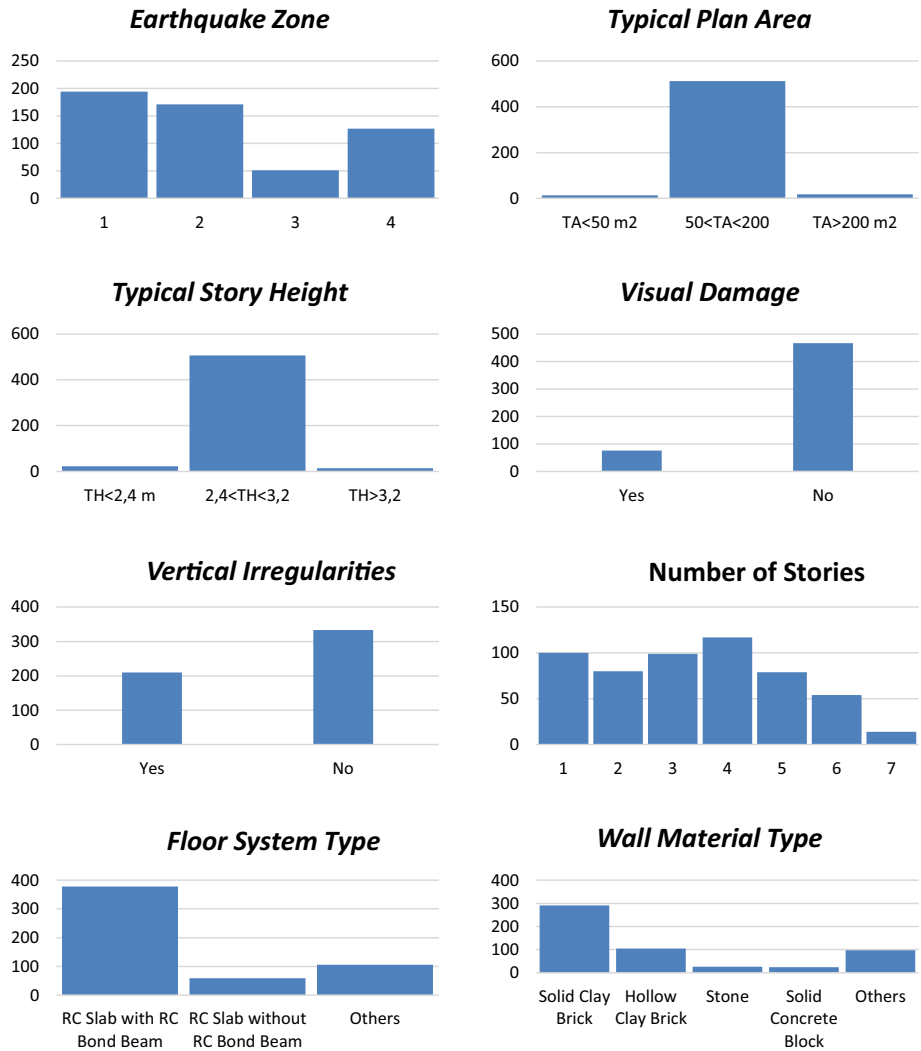 Earthquake Zone
250
200
150
100
50
0
1 2 3 4
Typical Plan Area
600
400
200
0
TA<50 m2 50<TA<200 TA>200 m2
Typical Story Height
600
400
200
0
TH<2,4 m 2,4<TH<3,2 TH>3,2
Visual Damage
500
400
300
200
100
0
Yes No
Vertical Irregularities
400
300
200
100
0
Yes No
Number of Stories
150
100
50
0
1 2 3 4 5 6 7
Floor System Type
400
300
200
100
0
RC Slab with RC RC Slab without Others
Bond Beam RC Bond Beam
Wall Material Type
400
300
200
100
0
Solid Clay Hollow Stone Solid Others
Brick Clay Brick Concrete
Block